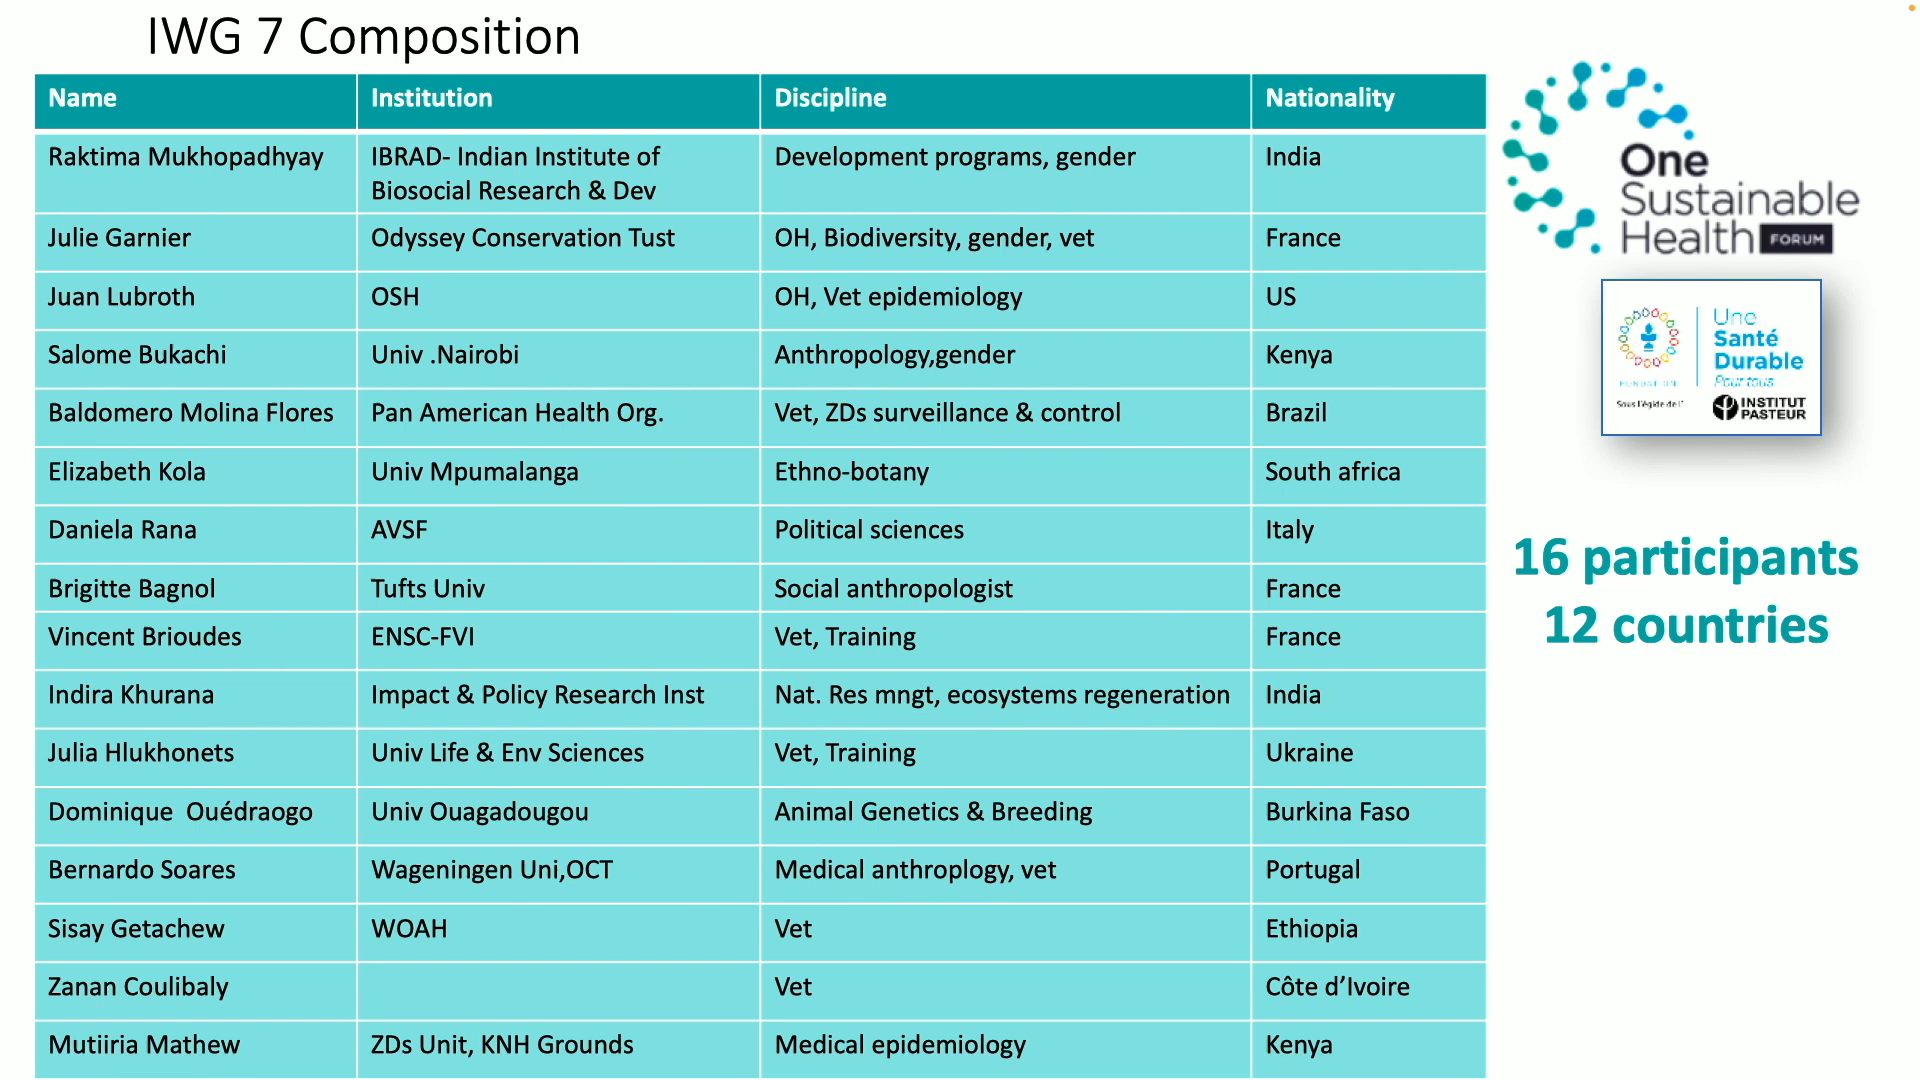 IWG 7 Composition
Name Institution Discipline Nationality
Raktima Mukhopadhyay IBRAD- Indian Institute of Biosocial Research & Dev Development programs, gender India
Julie Garnier Odyssey Conservation Tust OH, Biodiversity, gender, vet France
Juan Lubroth OSH OH, Vet epidemiology US
Salome Bukachi Univ .Nairobi Anthropology,gender Kenya
Baldomero Molina Flores Pan American Health Org. Vet, ZDs surveillance & control Brazil
Elizabeth Kola Univ Mpumalanga Ethno-botany South africa
Daniela Rana AVSF Political sciences Italy
Brigitte Bagnol Tufts Univ Social anthropologist France
Vincent Brioudes ENSC-FVI Vet, Training France
Indira Khurana Impact & Policy Research Inst Nat. Res mngt, ecosystems regeneration India
Julia Hlukhonets Univ Life & Env Sciences Vet, Training Ukraine
Dominique Ouédraogo Univ Ouagadougou Animal Genetics & Breeding Burkina Faso
Bernardo Soares Wageningen Uni,OCT Medical anthroplogy, vet Portugal
Sisay Getachew WOAH Vet Ethiopia
Zanan Coulibaly Vet Côte d’Ivoire
Mutiiria Mathew ZDs Unit, KNH Grounds Medical epidemiology Kenya
One
Sustainable
Health FORUM
Une
Santé
Durable
Pour tous
FONDATION
Sous l'égide de l'
INSTITUT
PASTEUR
16 participants
12 countries